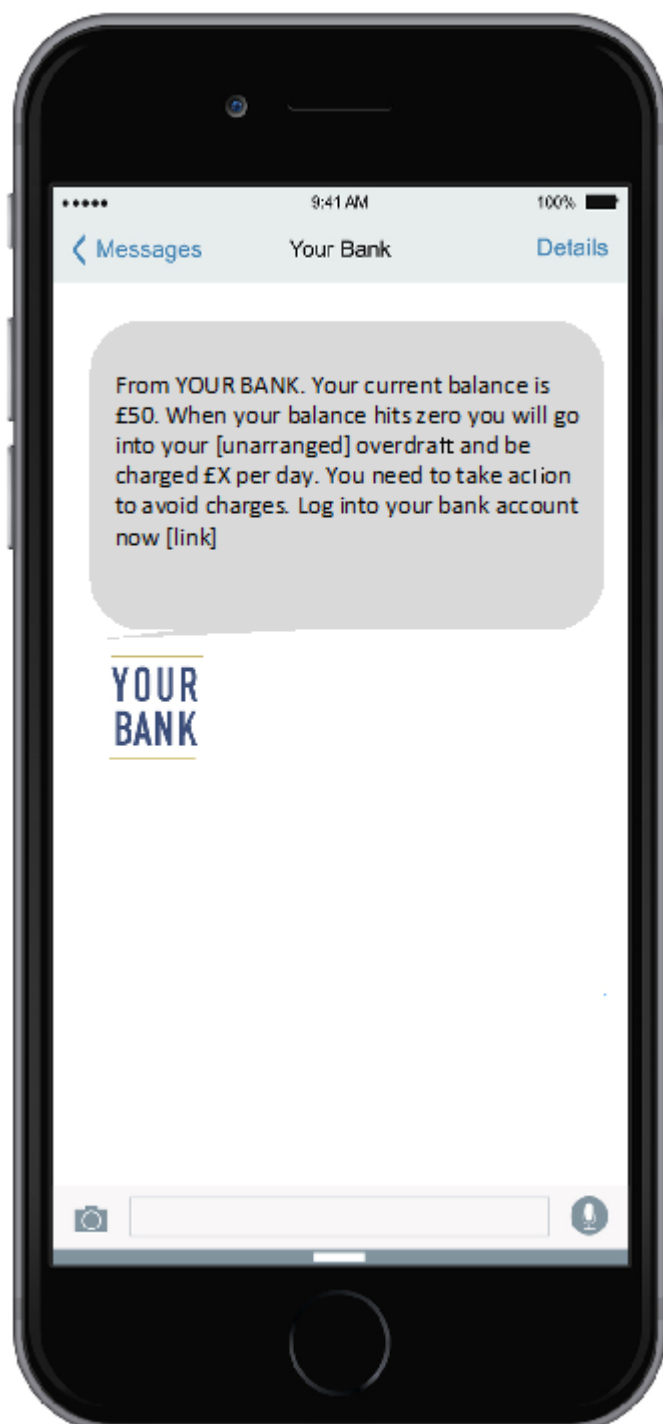 9:41 AM 100%
Messages Your Bank Details
From YOUR BANK. Your current balance is
£50. When your balance hits zero you will go
into your [unarranged] overdraft and be
charged £X per day. You need to take action
to avoid charges. Log into your bank account
now [link]
YOUR
BANK